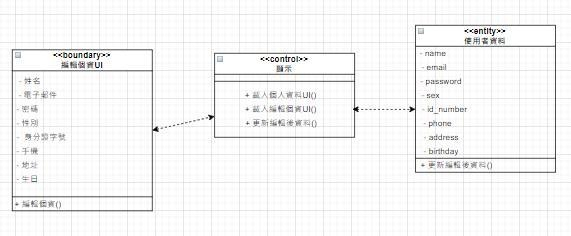 <<boundary>>
編輯個資UI
- 姓名
- 電子郵件
- 密碼
- 性別
- 身分證字號
- 手機
- 地址
- 生日
+ 編輯個資()
<<control>>
顯示
+ 載入個人資料UI()
+ 載入編輯個資UI()
+ 更新編輯後資料()
<<entity>>
使用者資料
- name
- email
- password
- sex
- id_number
- phone
- address
- birthday
+ 更新編輯後資料()